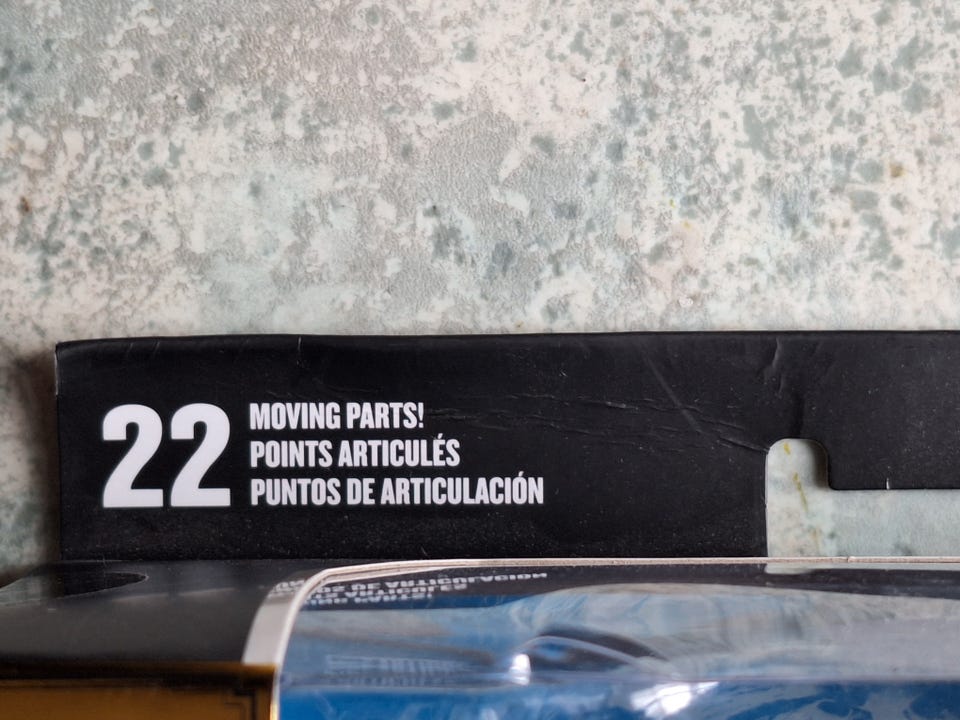 22 MOVING PARTS!
POINTS ARTICULÉS
PUNTOS DE ARTICULACIÓN